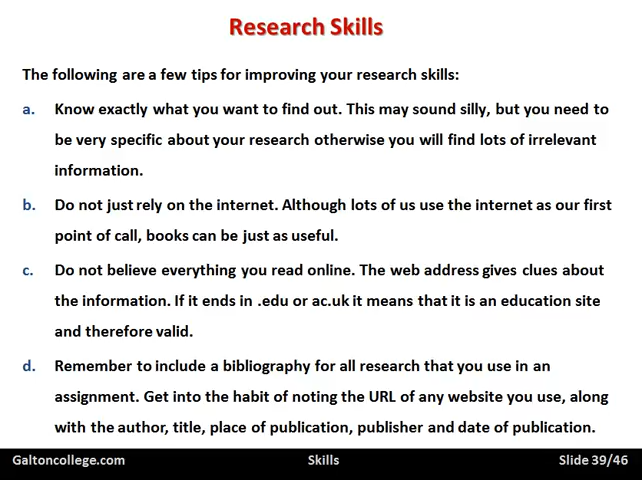 Research Skills
The following are a few tips for improving your research skills:
a. Know exactly what you want to find out. This may sound silly, but you need to
be very specific about your research otherwise you will find lots of irrelevant
information.
b. Do not just rely on the internet. Although lots of us use the internet as our first
point of call, books can be just as useful.
c. Do not believe everything you read online. The web address gives clues about
the information. If it ends in .edu or ac.uk it means that it is an education site
and therefore valid.
d. Remember to include a bibliography for all research that you use in an
assignment. Get into the habit of noting the URL of any website you use, along
with the author, title, place of publication, publisher and date of publication.
Galtoncollege.com Skills Slide 39/46